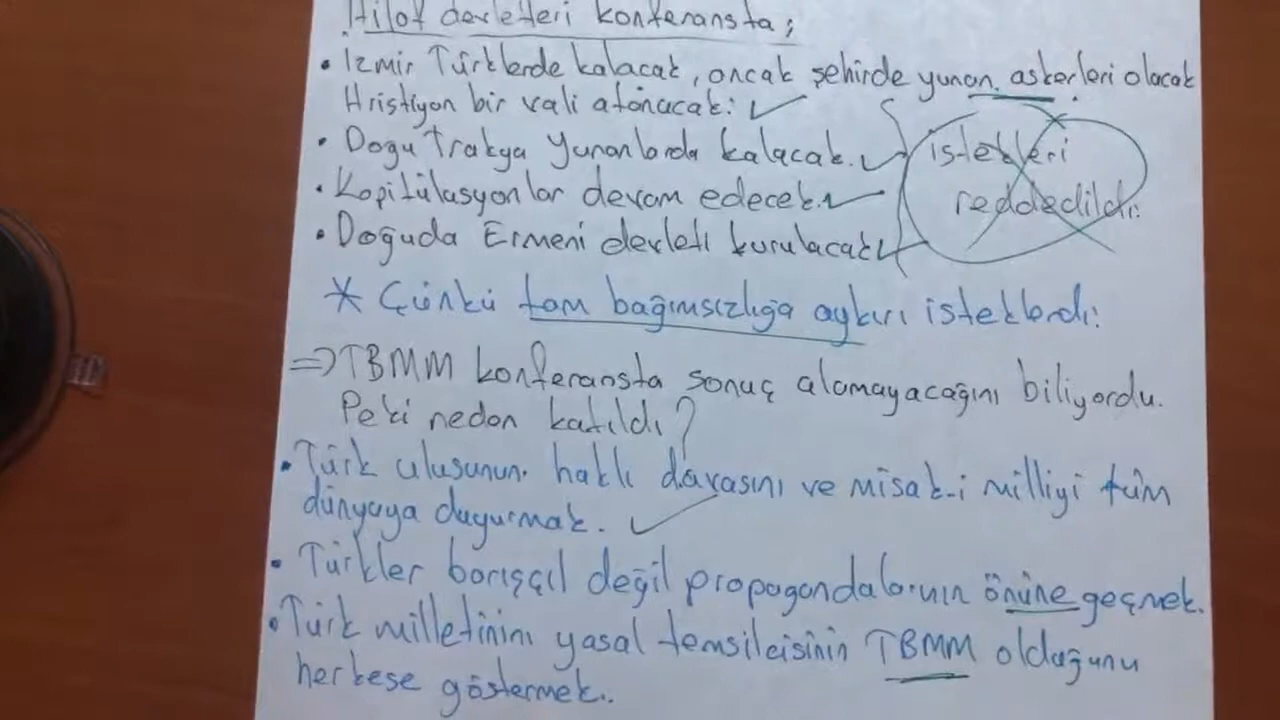 İtilaf devletleri konferansta;
• İzmir Türklerde kalacak, ancak şehirde yunan askerleri olacak
Hristiyan bir vali atanacak. ✓
• Doğu Trakya Yunanlarda kalacak. ✓
istekleri
• Kapitülasyonlar devam edecek. ✓
reddedildi.
• Doğuda Ermeni devleti kurulacak ✓
* Çünkü tam bağımsızlığa aykırı isteklerdi.
⇒ TBMM konferansta sonuç alamayacağını biliyordu.
Peki neden katıldı?
• Türk ulusunun haklı davasını ve misak-i milliyi tüm
dünyaya duyurmak. ✓
• Türkler barışçıl değil propagandalarının önüne geçmek.
• Türk milletinin yasal temsilcisinin TBMM olduğunu
herkese göstermek.